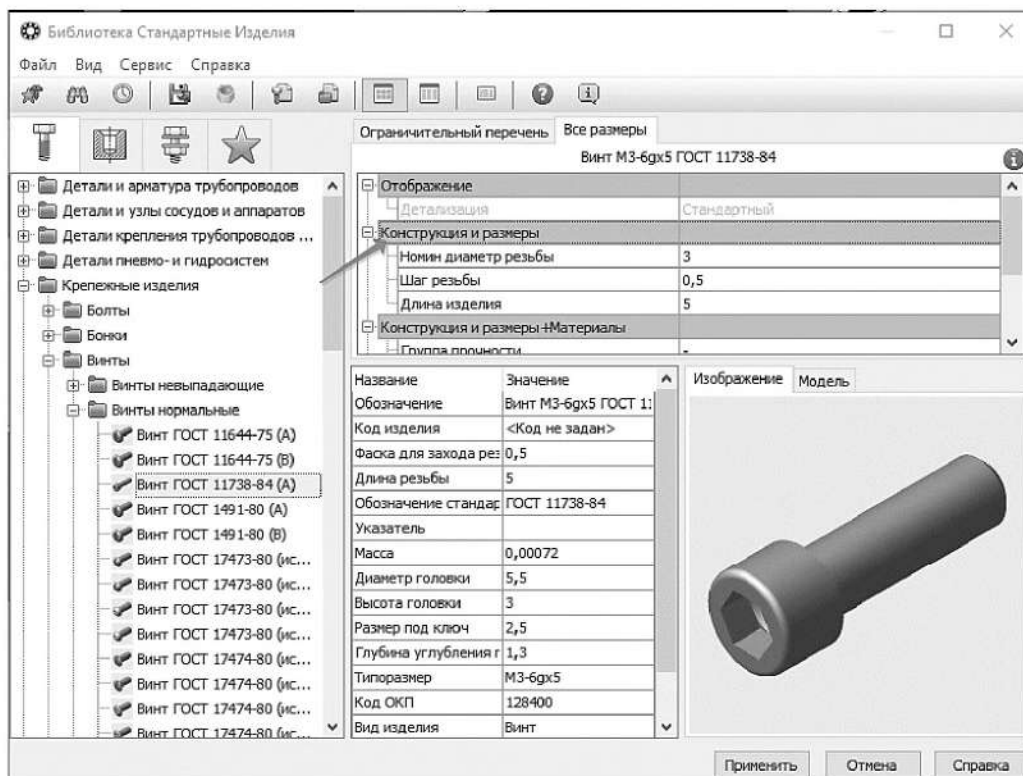 Библиотека Стандартные Изделия
Файл Вид Сервис Справка
Ограничительный перечень Все размеры
Винт М3-6gx5 ГОСТ 11738-84
Детали и арматура трубопроводов
Детали и узлы сосудов и аппаратов
Детали крепления трубопроводов ...
Детали пневмо- и гидросистем
Крепежные изделия
Болты
Бонки
Винты
Винты невыпадающие
Винты нормальные
Винт ГОСТ 11644-75 (А)
Винт ГОСТ 11644-75 (В)
Винт ГОСТ 11738-84 (А)
Винт ГОСТ 1491-80 (А)
Винт ГОСТ 1491-80 (В)
Винт ГОСТ 17473-80 (ис...
Винт ГОСТ 17473-80 (ис...
Винт ГОСТ 17473-80 (ис...
Винт ГОСТ 17473-80 (ис...
Винт ГОСТ 17474-80 (ис...
Винт ГОСТ 17474-80 (ис...
Винт ГОСТ 17474-80 (ис...
Винт ГОСТ 17474-80 (ис...
Отображение
Детализация Стандартный
Конструкция и размеры
Номин диаметр резьбы 3
Шаг резьбы 0,5
Длина изделия 5
Конструкция и размеры+Материалы
Группа прочности -
Название Значение
Обозначение Винт М3-6gx5 ГОСТ 1:
Код изделия <Код не задан>
Фаска для захода рез 0,5
Длина резьбы 5
Обозначение стандар ГОСТ 11738-84
Указатель
Масса 0,00072
Диаметр головки 5,5
Высота головки 3
Размер под ключ 2,5
Глубина углубления г 1,3
Типоразмер М3-6gx5
Код ОКП 128400
Вид изделия Винт
Изображение Модель
Применить Отмена Справка